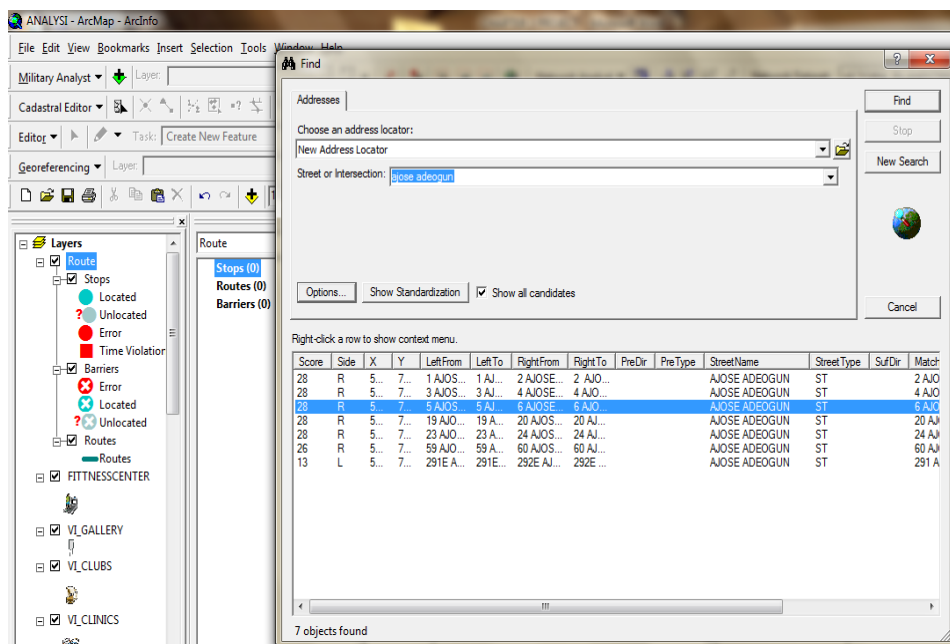 ANALYSI - ArcMap - ArcInfo
File Edit View Bookmarks Insert Selection Tools Window Help
Military Analyst Layer:
Cadastral Editor
Editor Task: Create New Feature
Georeferencing Layer:
Layers
Route
Stops
Located
Unlocated
Error
Time Violation
Barriers
Error
Located
Unlocated
Routes
Routes
FITTNESSCENTER
VI_GALLERY
VI_CLUBS
VI_CLINICS
Route
Stops (0)
Routes (0)
Barriers (0)
Find
Addresses
Choose an address locator:
New Address Locator
Street or Intersection: ajose adeogun
Options... Show Standardization Show all candidates
Find
Stop
New Search
Cancel
Right-click a row to show context menu.
Score Side X Y LeftFrom LeftTo RightFrom RightTo PreDir PreType StreetName StreetType SufDir Match
28 R 5... 7... 1 AJOS... 1 AJ... 2 AJOSE... 2 AJO... AJOSE ADEOGUN ST 2 AJO
28 R 5... 7... 3 AJOS... 3 AJ... 4 AJOSE... 4 AJO... AJOSE ADEOGUN ST 4 AJO
28 R 5... 7... 5 AJOS... 5 AJ... 6 AJOSE... 6 AJO... AJOSE ADEOGUN ST 6 AJO
28 R 5... 7... 19 AJO... 19 A... 20 AJOS... 20 AJ... AJOSE ADEOGUN ST 20 AJ
28 R 5... 7... 23 AJO... 23 A... 24 AJOS... 24 AJ... AJOSE ADEOGUN ST 24 AJ
26 R 5... 7... 59 AJO... 59 A... 60 AJOS... 60 AJ... AJOSE ADEOGUN ST 60 AJ
13 L 5... 7... 291E A... 291E... 292E AJ... 292E ... AJOSE ADEOGUN ST 291 A
7 objects found